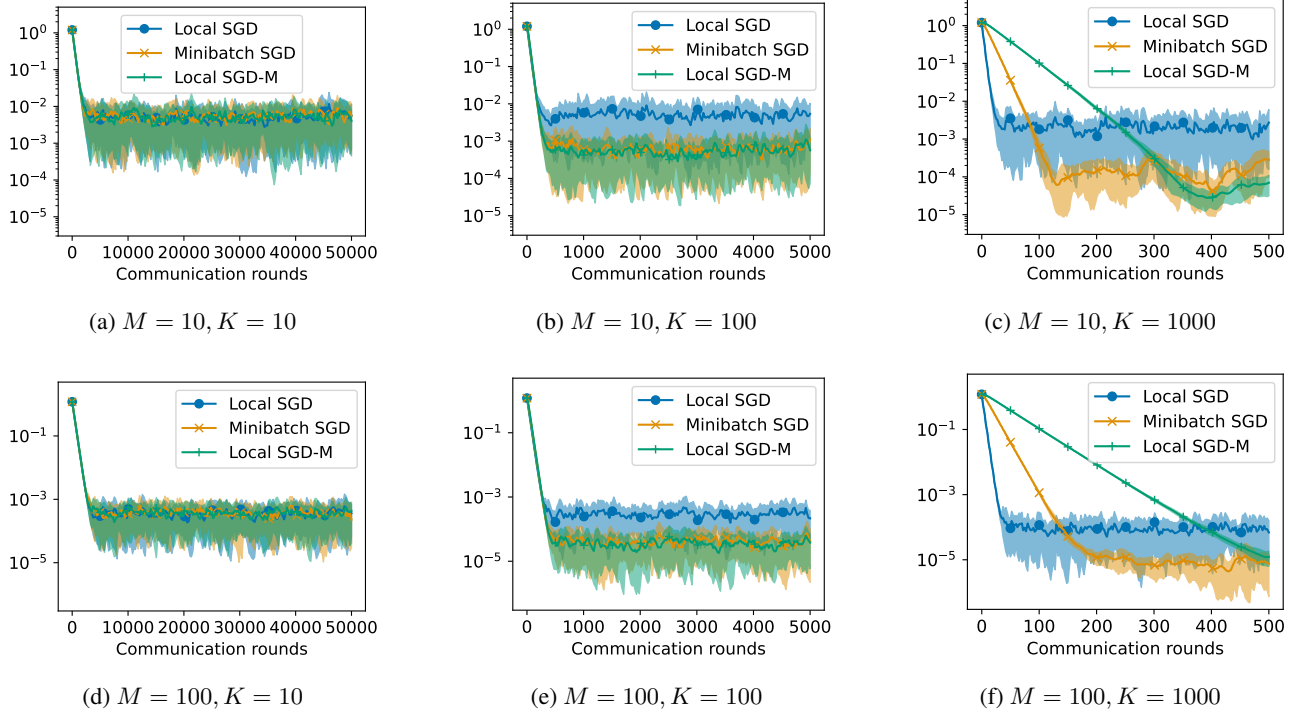 Local SGD
Minibatch SGD
Local SGD-M
10⁰
10⁻¹
10⁻²
10⁻³
10⁻⁴
10⁻⁵
0 10000 20000 30000 40000 50000
Communication rounds
(a) M = 10, K = 10
Local SGD
Minibatch SGD
Local SGD-M
10⁰
10⁻¹
10⁻²
10⁻³
10⁻⁴
10⁻⁵
0 1000 2000 3000 4000 5000
Communication rounds
(b) M = 10, K = 100
Local SGD
Minibatch SGD
Local SGD-M
10⁰
10⁻¹
10⁻²
10⁻³
10⁻⁴
10⁻⁵
0 100 200 300 400 500
Communication rounds
(c) M = 10, K = 1000
Local SGD
Minibatch SGD
Local SGD-M
10⁻¹
10⁻³
10⁻⁵
0 10000 20000 30000 40000 50000
Communication rounds
(d) M = 100, K = 10
Local SGD
Minibatch SGD
Local SGD-M
10⁻¹
10⁻³
10⁻⁵
0 1000 2000 3000 4000 5000
Communication rounds
(e) M = 100, K = 100
Local SGD
Minibatch SGD
Local SGD-M
10⁻¹
10⁻³
10⁻⁵
0 100 200 300 400 500
Communication rounds
(f) M = 100, K = 1000